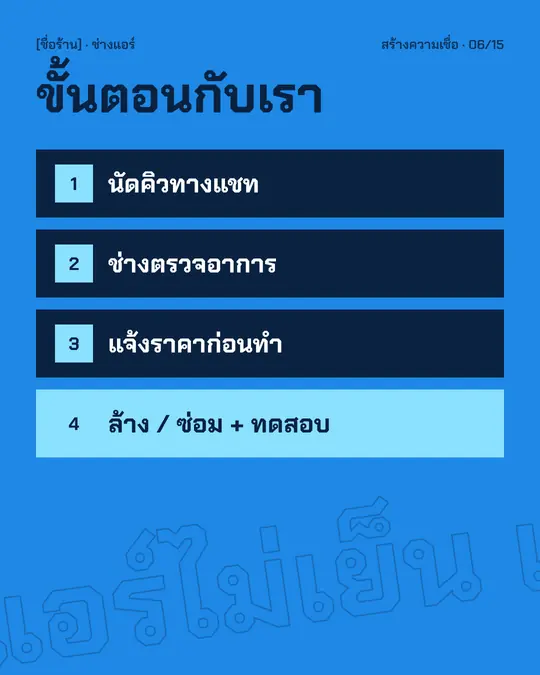 [ชื่อร้าน] · ช่างแอร์
สร้างความเชื่อ · 06/15
ขั้นตอนกับเรา
1 นัดคิวทางแชท
2 ช่างตรวจอาการ
3 แจ้งราคาก่อนทำ
4 ล้าง / ซ่อม + ทดสอบ
แอร์ไม่เย็น แ